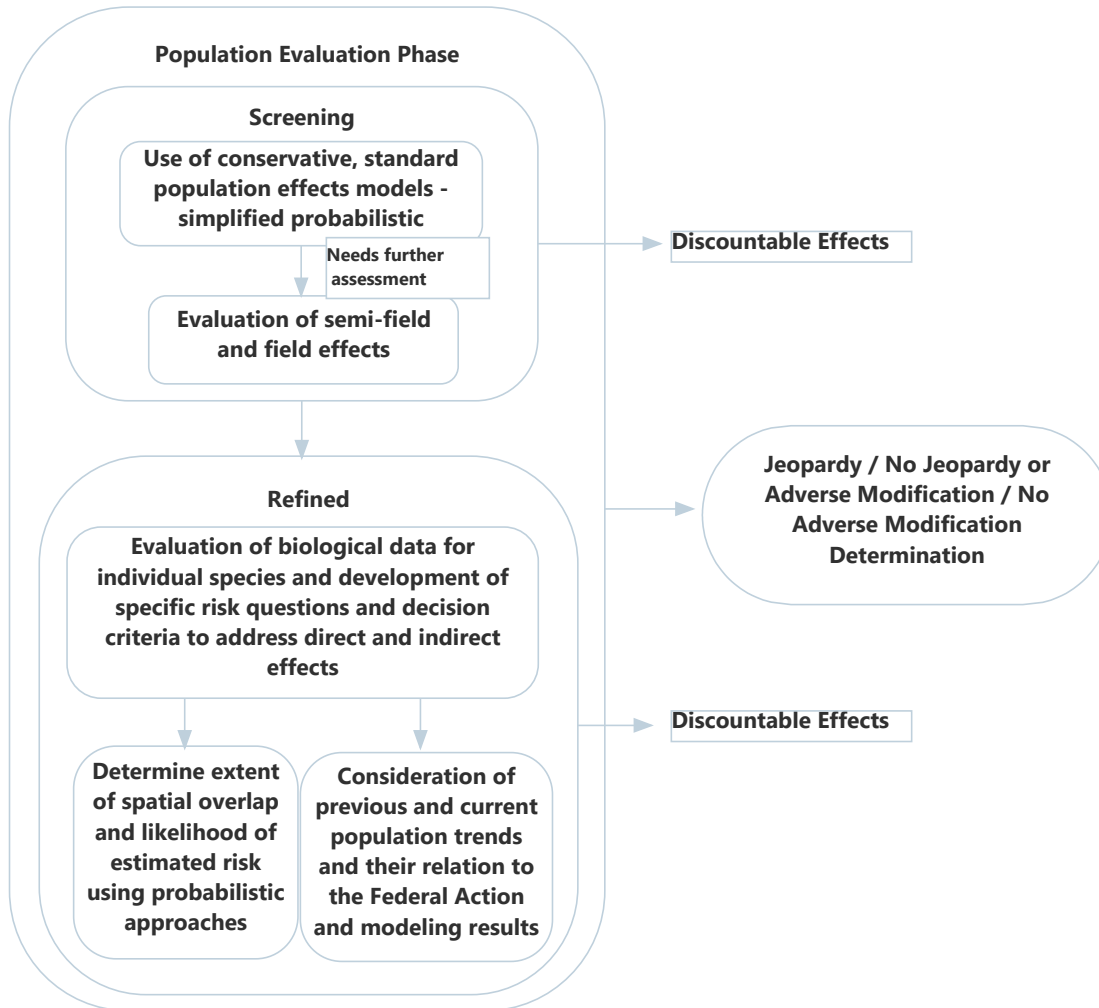 Population Evaluation Phase
Screening
Use of conservative, standard
population effects models -
simplified probabilistic
Needs further
assessment
Evaluation of semi-field
and field effects
Discountable Effects
Refined
Evaluation of biological data for
individual species and development of
specific risk questions and decision
criteria to address direct and indirect
effects
Determine extent
of spatial overlap
and likelihood of
estimated risk
using probabilistic
approaches
Consideration of
previous and current
population trends
and their relation to
the Federal Action
and modeling results
Discountable Effects
Jeopardy / No Jeopardy or
Adverse Modification / No
Adverse Modification
Determination